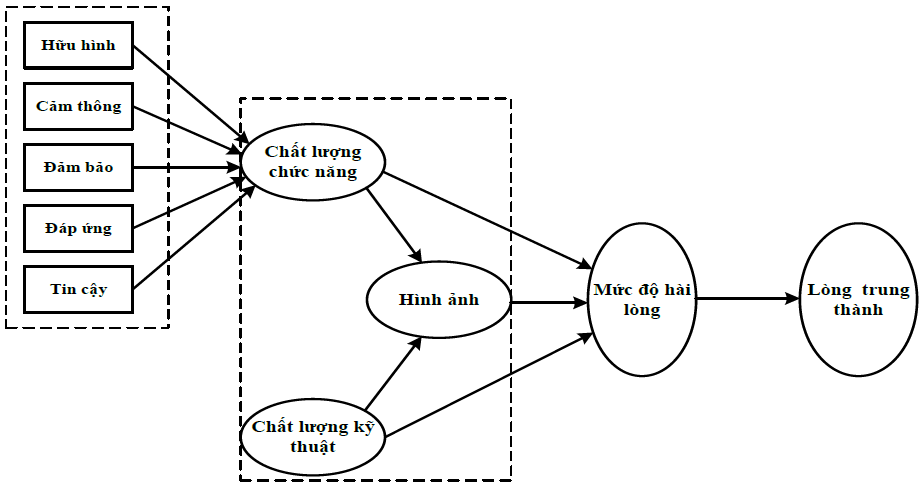 Hữu hình
Cảm thông
Đảm bảo
Đáp ứng
Tin cậy
Chất lượng
chức năng
Hình ảnh
Chất lượng kỹ
thuật
Mức độ hài
lòng
Lòng trung
thành